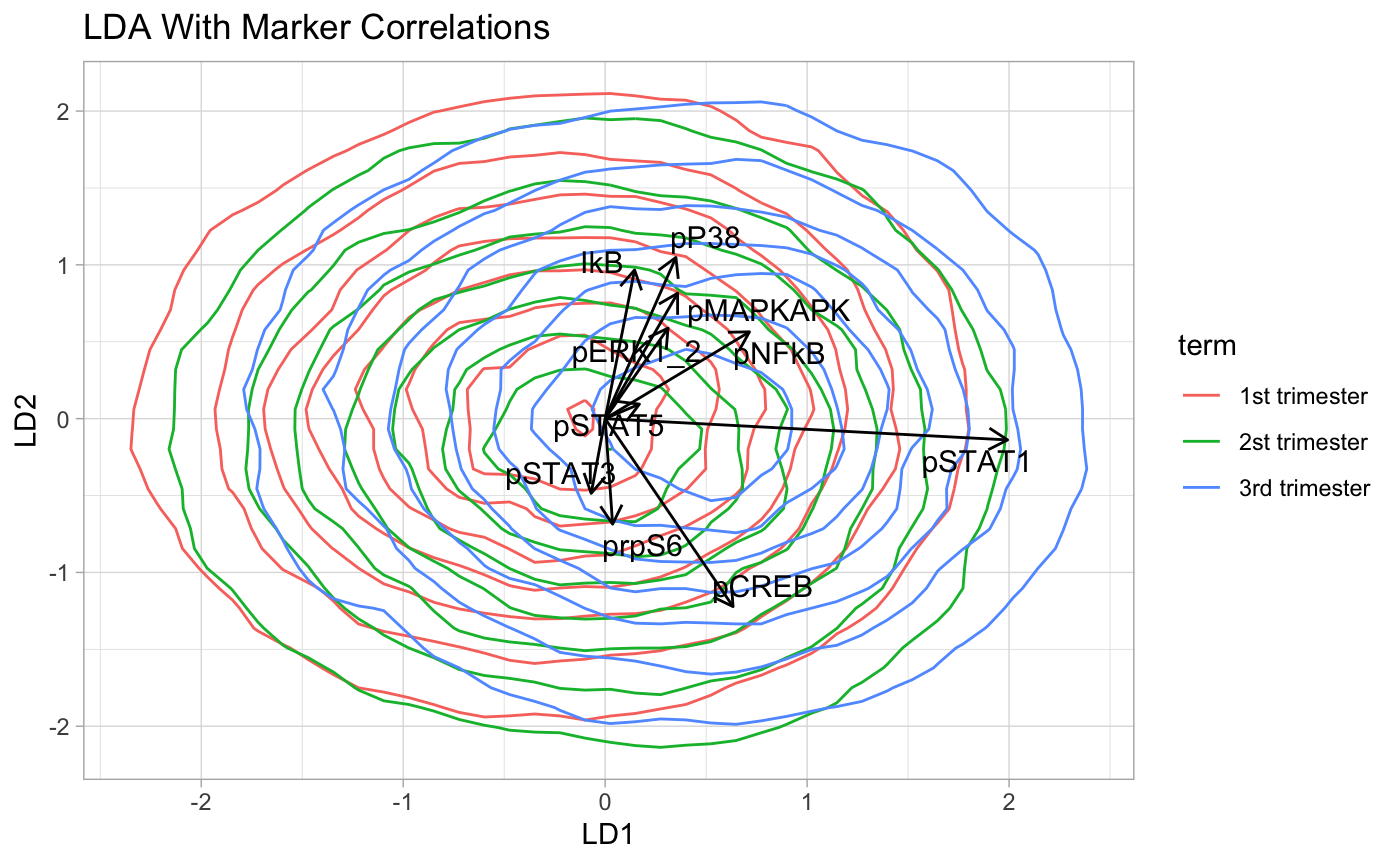 LDA With Marker Correlations
2
1
0
-1
-2
LD2
pP38
IkB
pMAPKAPK
pERK1_2
pNFkB
pSTAT5
pSTAT1
pSTAT3
prpS6
pCREB
-2
-1
0
1
2
LD1
term
1st trimester
2st trimester
3rd trimester